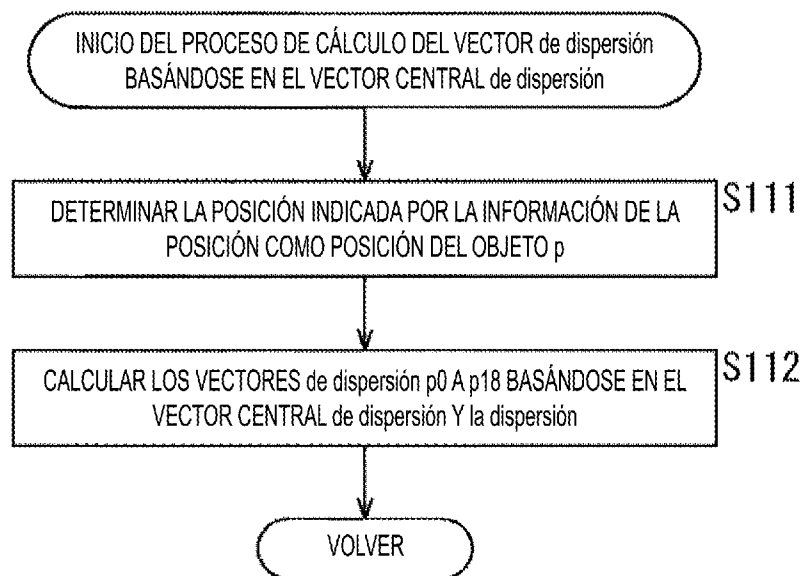 INICIO DEL PROCESO DE CÁLCULO DEL VECTOR de dispersión
BASÁNDOSE EN EL VECTOR CENTRAL de dispersión
DETERMINAR LA POSICIÓN INDICADA POR LA INFORMACIÓN DE LA
POSICIÓN COMO POSICIÓN DEL OBJETO p
S111
CALCULAR LOS VECTORES de dispersión p0 A p18 BASÁNDOSE EN EL
VECTOR CENTRAL de dispersión Y la dispersión
S112
VOLVER